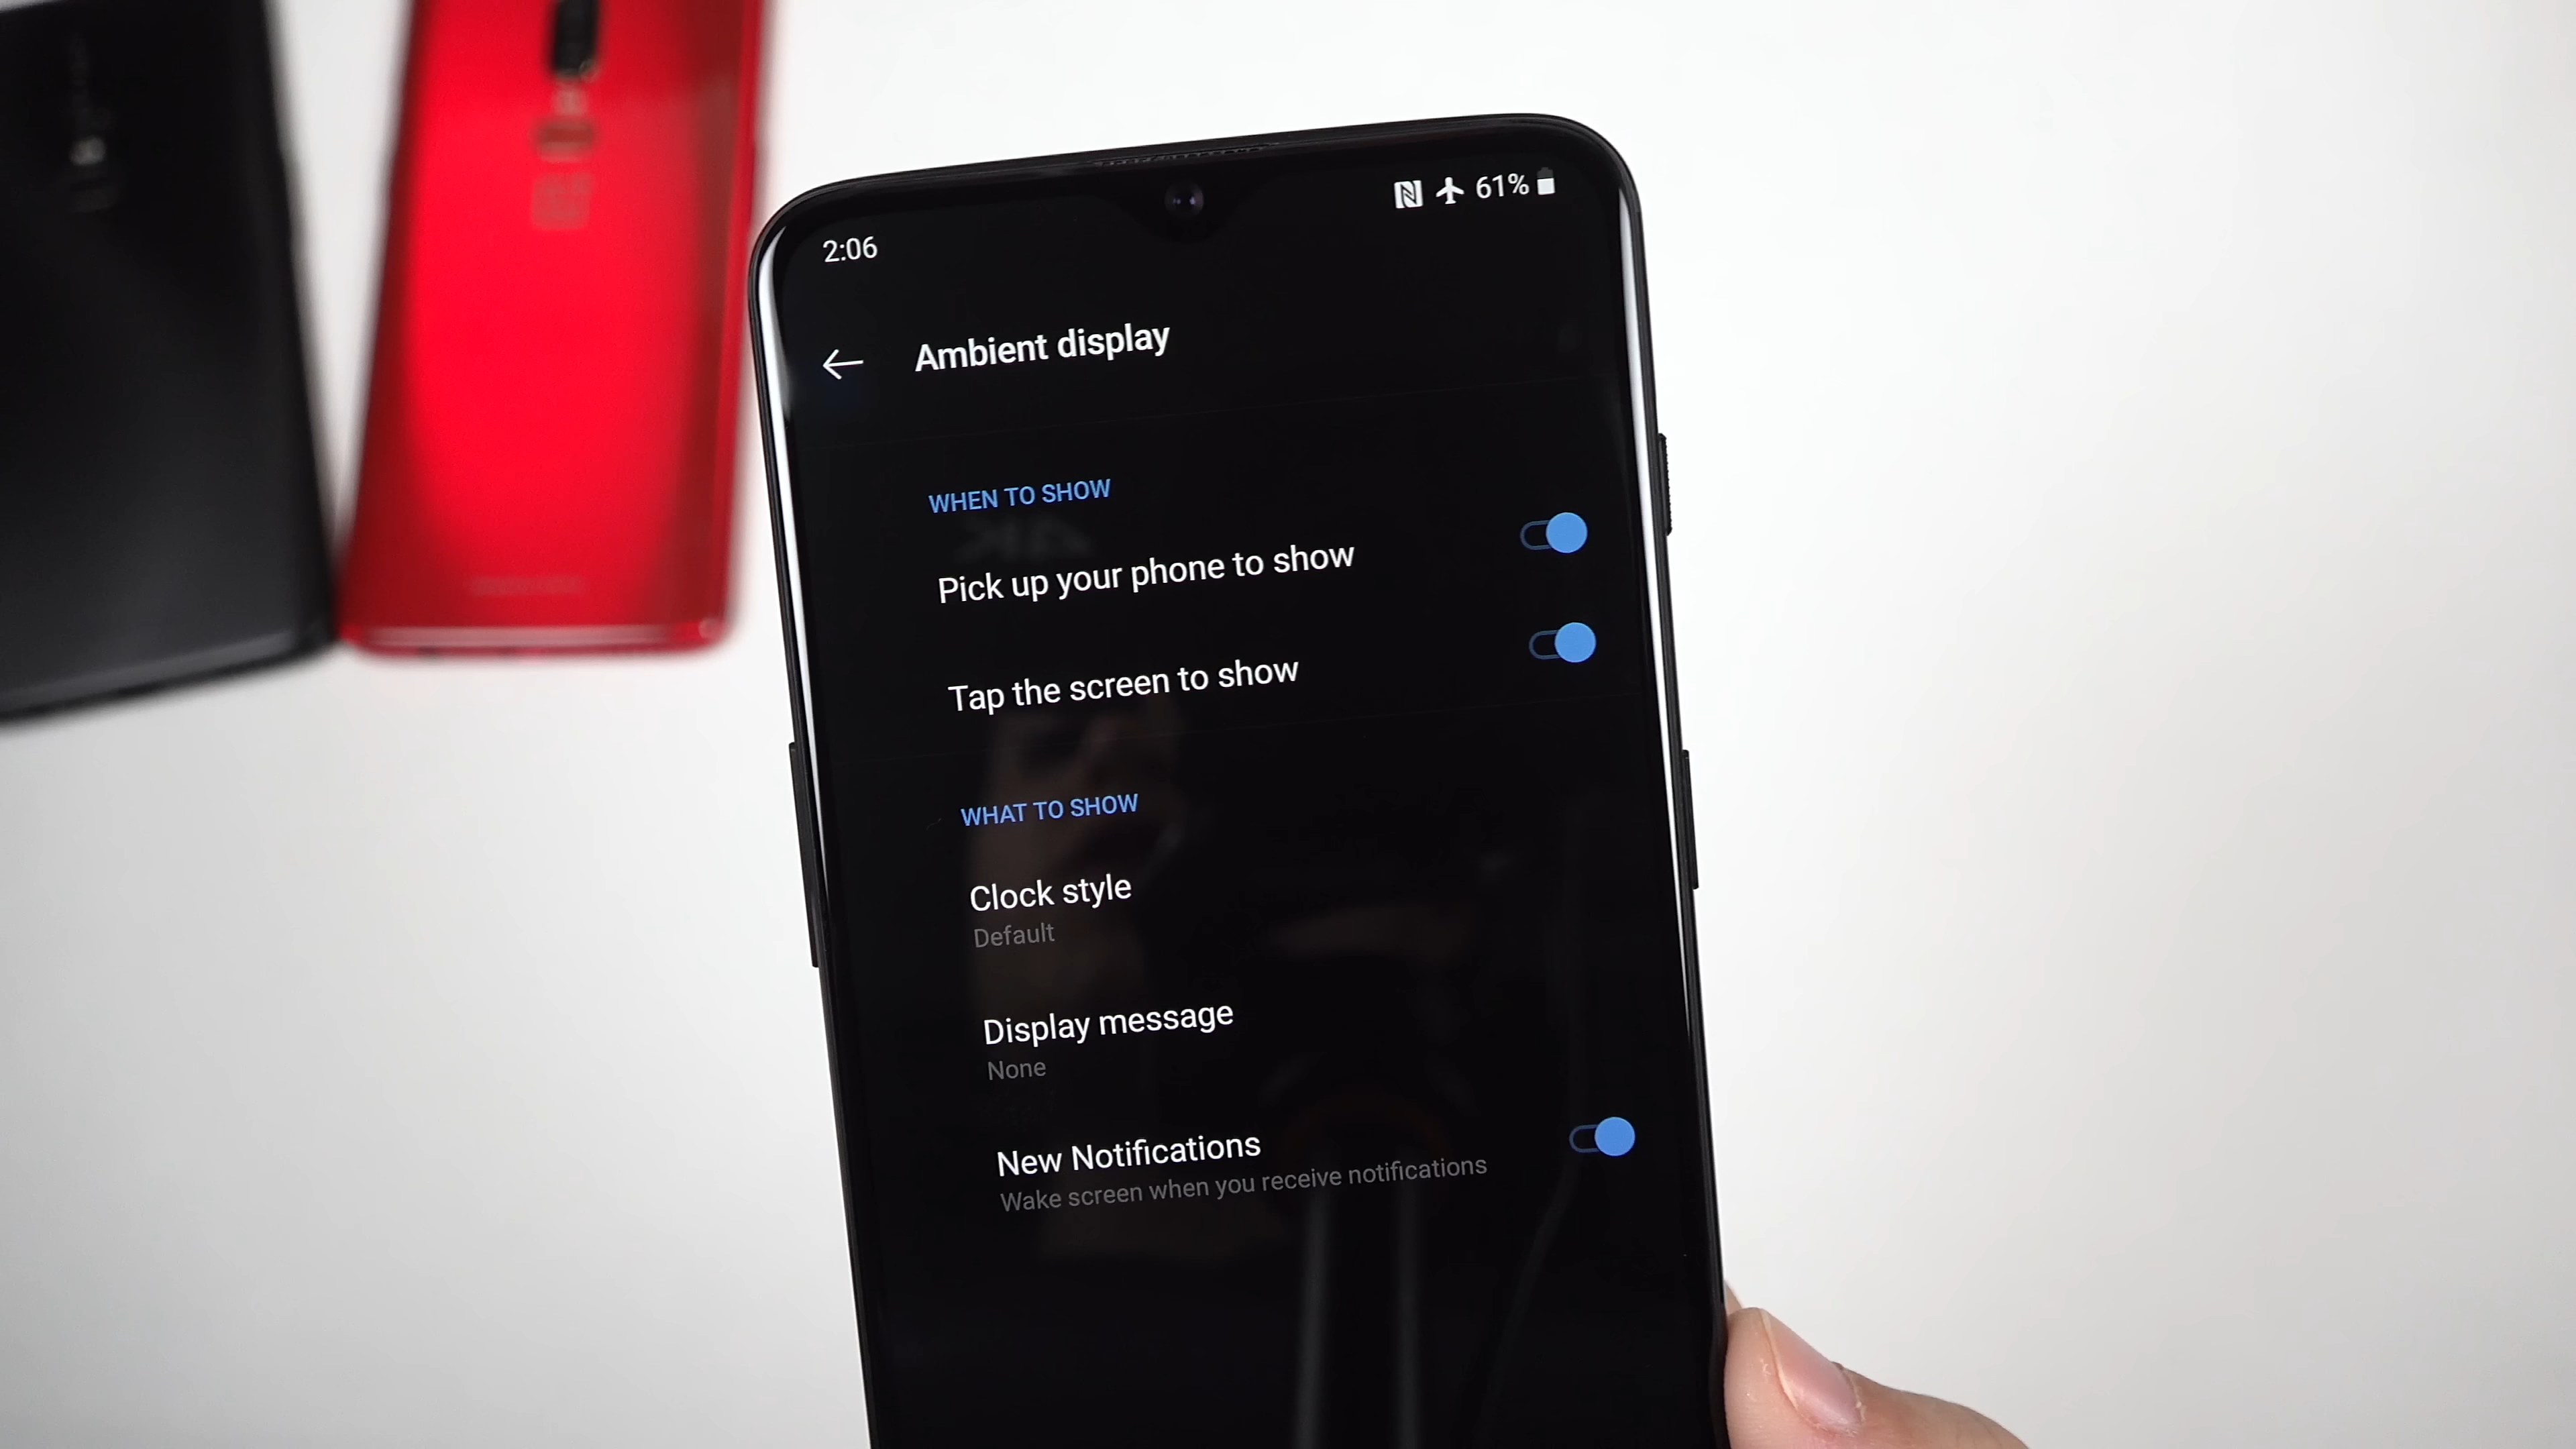 2:06
61%
Ambient display
WHEN TO SHOW
Pick up your phone to show
Tap the screen to show
WHAT TO SHOW
Clock style
Default
Display message
None
New Notifications
Wake screen when you receive notifications